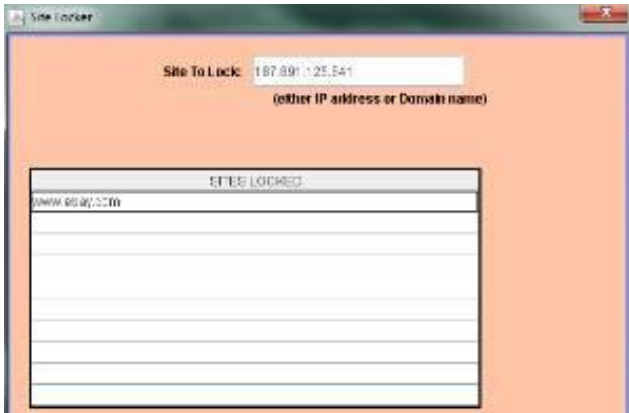 Site Locker
Site To Lock: 187.891.125.541
(either IP address or Domain name)
SITES LOCKED
www.ebay.com